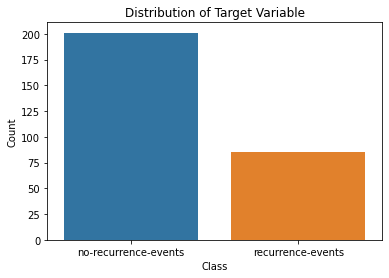 Distribution of Target Variable
200
175
150
125
100
75
50
25
0
Count
no-recurrence-events
recurrence-events
Class